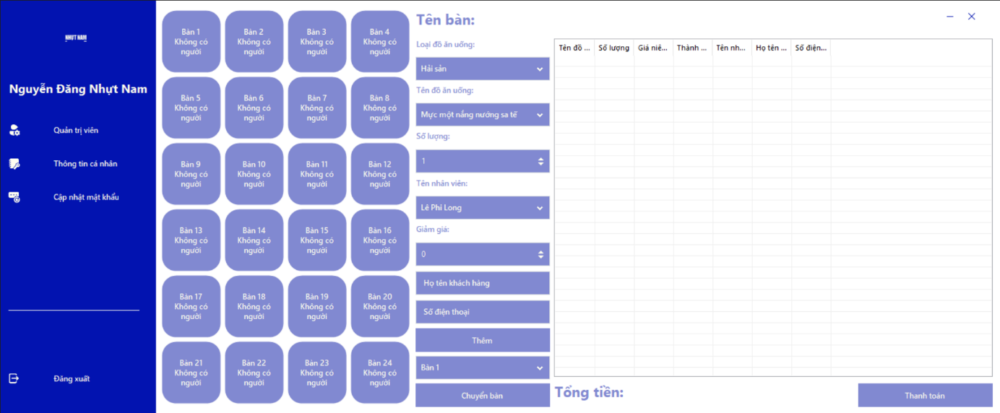 NHỰT NAM
Nguyễn Đăng Nhựt Nam
Quản trị viên
Thông tin cá nhân
Cập nhật mật khẩu
Đăng xuất
Bàn 1
Không có
người
Bàn 2
Không có
người
Bàn 3
Không có
người
Bàn 4
Không có
người
Bàn 5
Không có
người
Bàn 6
Không có
người
Bàn 7
Không có
người
Bàn 8
Không có
người
Bàn 9
Không có
người
Bàn 10
Không có
người
Bàn 11
Không có
người
Bàn 12
Không có
người
Bàn 13
Không có
người
Bàn 14
Không có
người
Bàn 15
Không có
người
Bàn 16
Không có
người
Bàn 17
Không có
người
Bàn 18
Không có
người
Bàn 19
Không có
người
Bàn 20
Không có
người
Bàn 21
Không có
người
Bàn 22
Không có
người
Bàn 23
Không có
người
Bàn 24
Không có
người
Tên bàn:
Loại đồ ăn uống:
Hải sản
Tên đồ ăn uống:
Mực một nắng nướng sa tế
Số lượng:
1
Tên nhân viên:
Lê Phi Long
Giảm giá:
0
Họ tên khách hàng
Số điện thoại
Thêm
Bàn 1
Chuyển bàn
Tên đồ ... Số lượng Giá niê... Thành ... Tên nh... Họ tên ... Số điện...
Tổng tiền:
Thanh toán